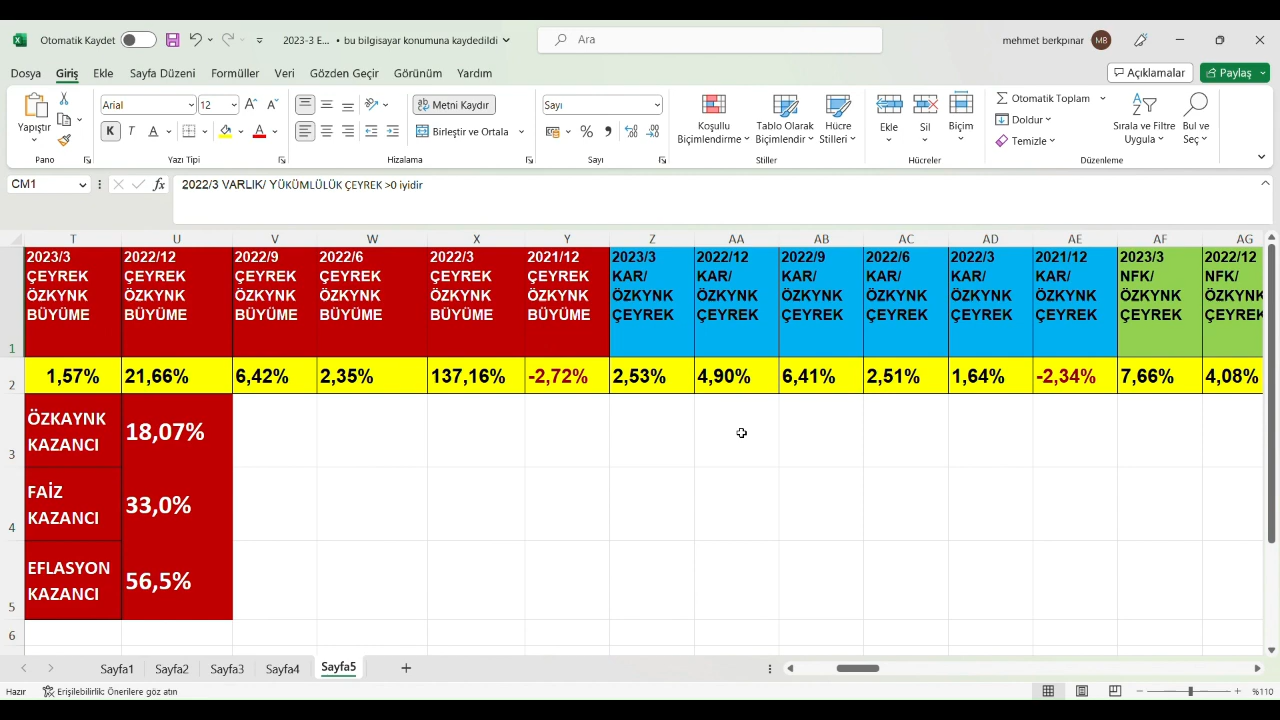 Otomatik Kaydet 2023-3 E... • bu bilgisayar konumuna kaydedildi Ara mehmet berkpınar MB
Dosya Giriş Ekle Sayfa Düzeni Formüller Veri Gözden Geçir Görünüm Yardım Açıklamalar Paylaş
Yapıştır
Pano
Arial 12
K T A A
Yazı Tipi
Metni Kaydır
Birleştir ve Ortala
Hizalama
Sayı
%
Sayı
Koşullu
Biçimlendirme
Tablo Olarak
Biçimlendir
Hücre
Stilleri
Stiller
Ekle Sil Biçim
Hücreler
Otomatik Toplam
Doldur
Temizle
Sırala ve Filtre
Uygula
Bul ve
Seç
Düzenleme
CM1 fx 2022/3 VARLIK/ YÜKÜMLÜLÜK ÇEYREK >0 iyidir
T U V W X Y Z AA AB AC AD AE AF AG
1
2023/3
ÇEYREK
ÖZKYNK
BÜYÜME
2022/12
ÇEYREK
ÖZKYNK
BÜYÜME
2022/9
ÇEYREK
ÖZKYNK
BÜYÜME
2022/6
ÇEYREK
ÖZKYNK
BÜYÜME
2022/3
ÇEYREK
ÖZKYNK
BÜYÜME
2021/12
ÇEYREK
ÖZKYNK
BÜYÜME
2023/3
KAR/
ÖZKYNK
ÇEYREK
2022/12
KAR/
ÖZKYNK
ÇEYREK
2022/9
KAR/
ÖZKYNK
ÇEYREK
2022/6
KAR/
ÖZKYNK
ÇEYREK
2022/3
KAR/
ÖZKYNK
ÇEYREK
2021/12
KAR/
ÖZKYNK
ÇEYREK
2023/3
NFK/
ÖZKYNK
ÇEYREK
2022/12
NFK/
ÖZKYNK
ÇEYREK
2 1,57% 21,66% 6,42% 2,35% 137,16% -2,72% 2,53% 4,90% 6,41% 2,51% 1,64% -2,34% 7,66% 4,08%
3
ÖZKAYNK
KAZANCI
18,07%
4
FAİZ
KAZANCI
33,0%
5
EFLASYON
KAZANCI
56,5%
6
Sayfa1 Sayfa2 Sayfa3 Sayfa4 Sayfa5
Hazır Erişilebilirlik: Önerilere göz atın %110